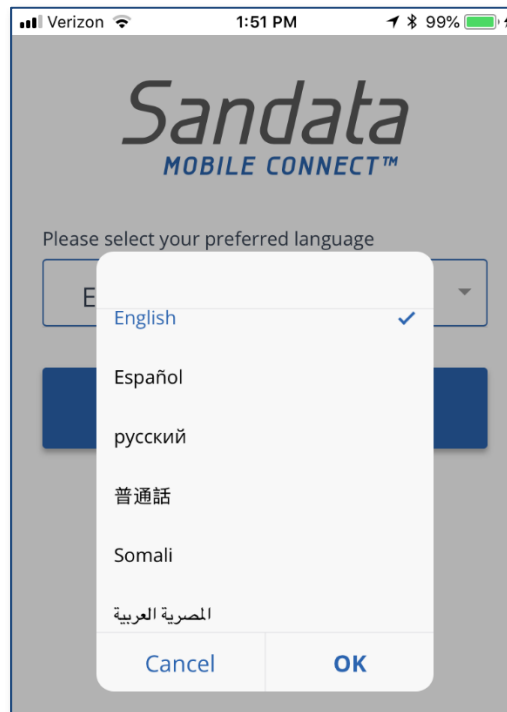 Verizon 1:51 PM 99%
Sandata
MOBILE CONNECT™
Please select your preferred language
E
English
Español
русский
普通話
Somali
المصرية العربية
Cancel OK